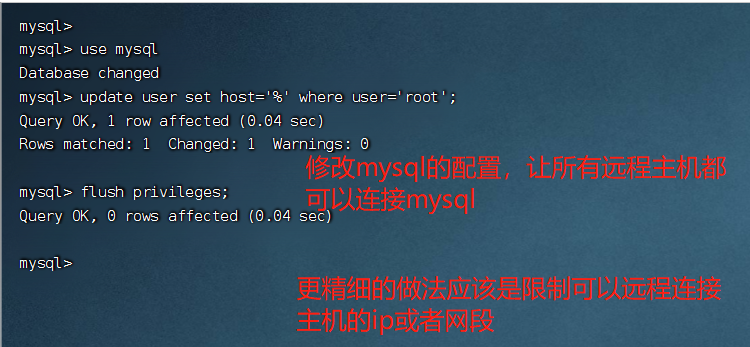 mysql>
mysql> use mysql
Database changed
mysql> update user set host='%' where user='root';
Query OK, 1 row affected (0.04 sec)
Rows matched: 1  Changed: 1  Warnings: 0
修改mysql的配置，让所有远程主机都
可以连接mysql
mysql> flush privileges;
Query OK, 0 rows affected (0.04 sec)
mysql>
更精细的做法应该是限制可以远程连接
主机的ip或者网段